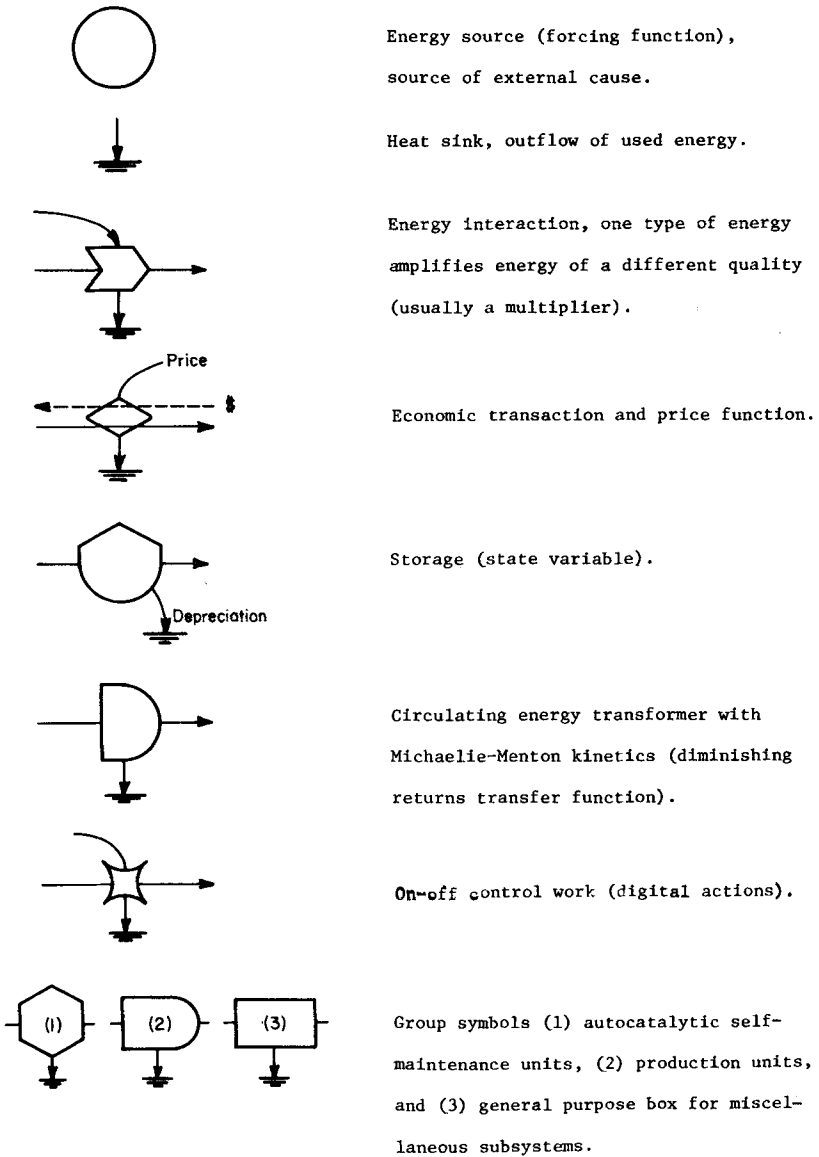 Energy source (forcing function),
source of external cause.
Heat sink, outflow of used energy.
Energy interaction, one type of energy
amplifies energy of a different quality
(usually a multiplier).
Price
$
Economic transaction and price function.
Storage (state variable).
Depreciation
Circulating energy transformer with
Michaelie-Menton kinetics (diminishing
returns transfer function).
On-off control work (digital actions).
(1) (2) (3)
Group symbols (1) autocatalytic self-
maintenance units, (2) production units,
and (3) general purpose box for miscel-
laneous subsystems.